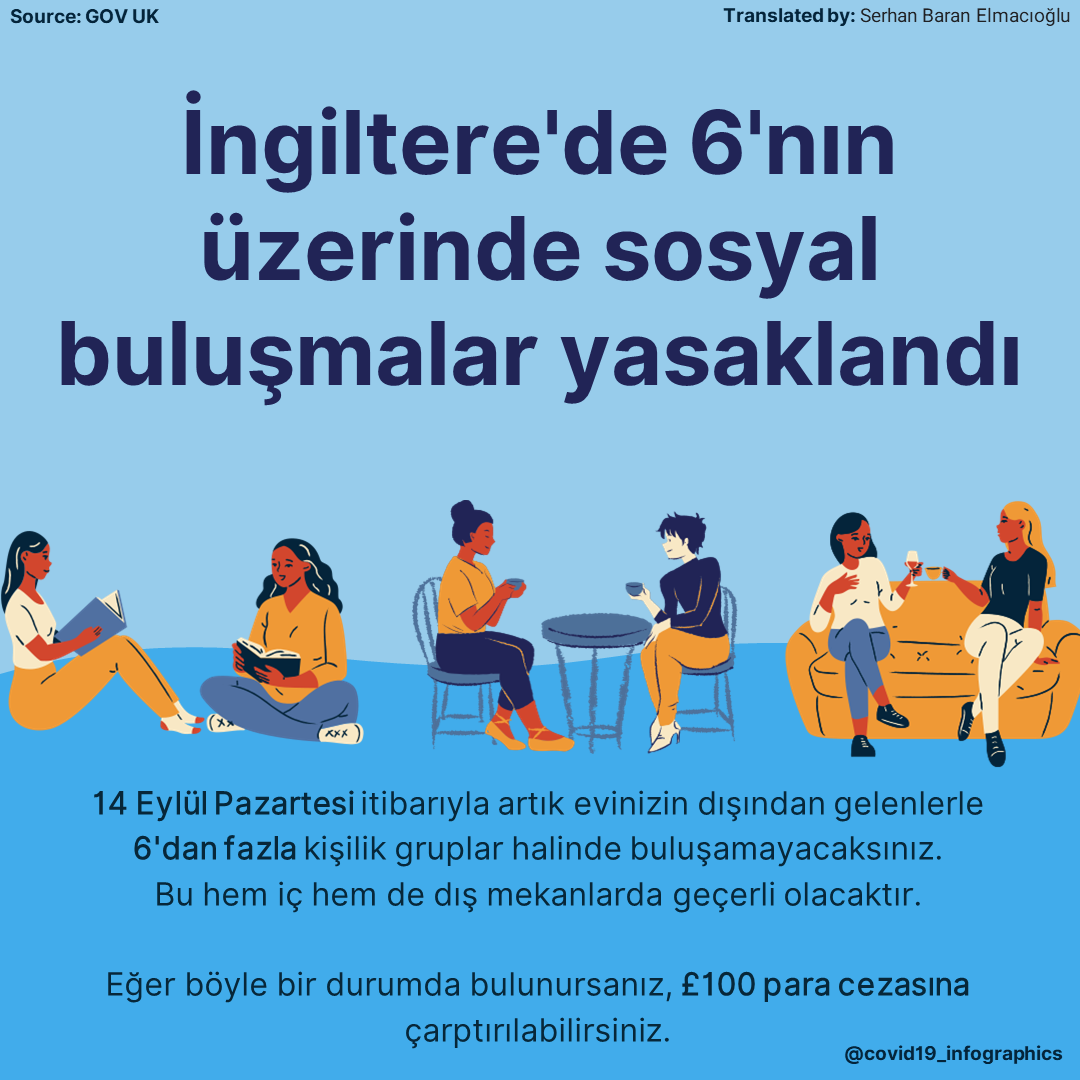 Source: GOV UK
Translated by: Serhan Baran Elmacıoğlu
İngiltere'de 6'nın
üzerinde sosyal
buluşmalar yasaklandı
14 Eylül Pazartesi itibarıyla artık evinizin dışından gelenlerle
6'dan fazla kişilik gruplar halinde buluşamayacaksınız.
Bu hem iç hem de dış mekanlarda geçerli olacaktır.
Eğer böyle bir durumda bulunursanız, £100 para cezasına
çarptırılabilirsiniz.
@covid19_infographics